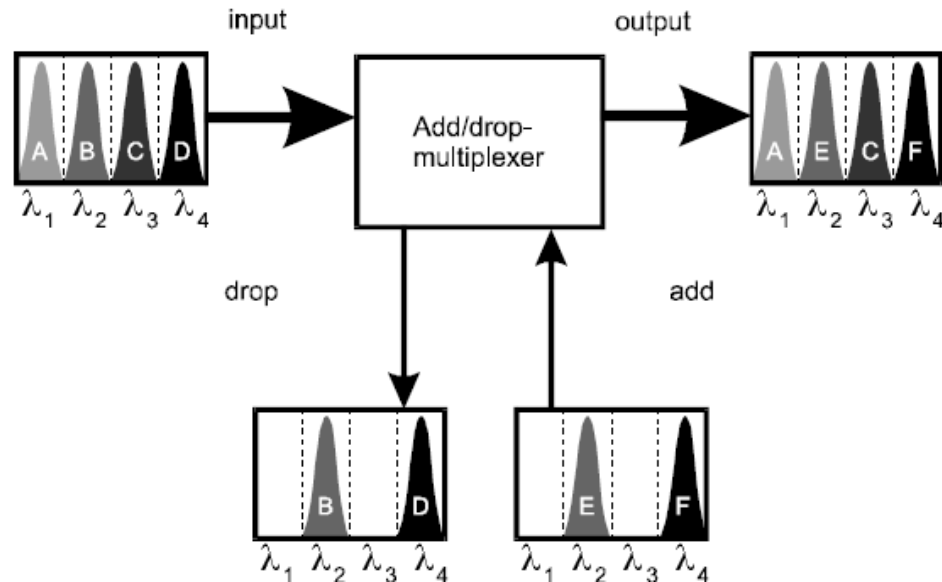 input
output
A B C D
λ1 λ2 λ3 λ4
Add/drop-
multiplexer
A E C F
λ1 λ2 λ3 λ4
drop
add
B D
λ1 λ2 λ3 λ4
E F
λ1 λ2 λ3 λ4